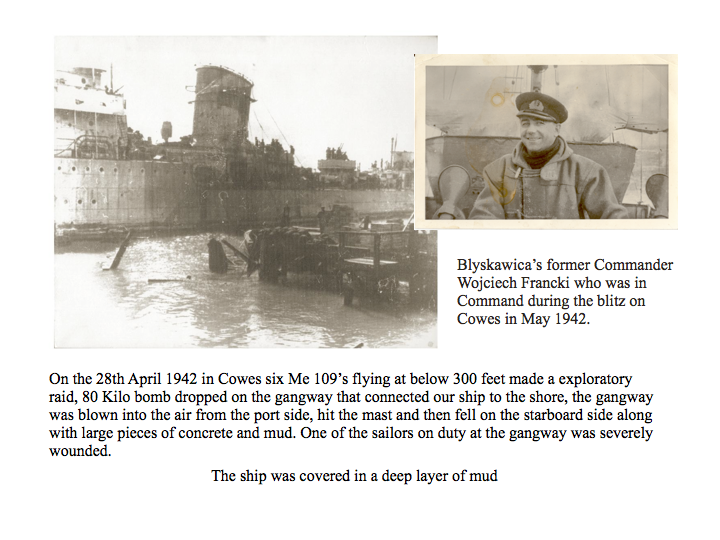 Blyskawica’s former Commander
Wojciech Francki who was in
Command during the blitz on
Cowes in May 1942.
On the 28th April 1942 in Cowes six Me 109’s flying at below 300 feet made a exploratory
raid, 80 Kilo bomb dropped on the gangway that connected our ship to the shore, the gangway
was blown into the air from the port side, hit the mast and then fell on the starboard side along
with large pieces of concrete and mud. One of the sailors on duty at the gangway was severely
wounded.
The ship was covered in a deep layer of mud